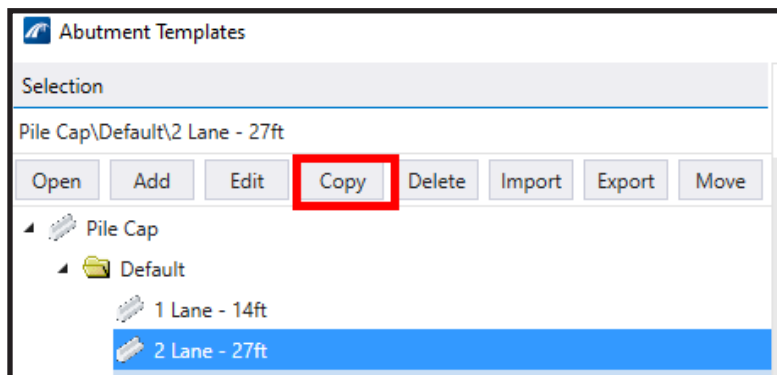 Abutment Templates
Selection
Pile Cap\Default\2 Lane - 27ft
Open Add Edit Copy Delete Import Export Move
Pile Cap
Default
1 Lane - 14ft
2 Lane - 27ft